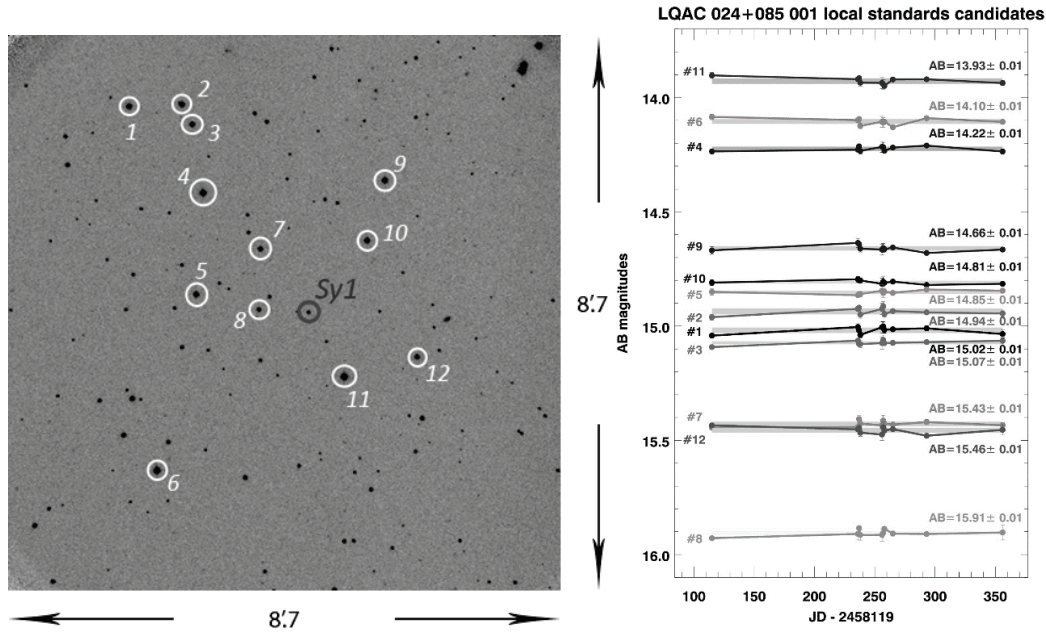 LQAC 024+085 001 local standards candidates
1
2
3
4
5
6
7
8
9
10
11
12
Sy1
8'.7
8'.7
AB magnitudes
14.0
14.5
15.0
15.5
16.0
#11
AB=13.93± 0.01
#6
AB=14.10± 0.01
#4
AB=14.22± 0.01
#9
AB=14.66± 0.01
#10
AB=14.81± 0.01
#5
AB=14.85± 0.01
#2
AB=14.94± 0.01
#1
AB=15.02± 0.01
#3
AB=15.07± 0.01
#7
AB=15.43± 0.01
#12
AB=15.46± 0.01
#8
AB=15.91± 0.01
100 150 200 250 300 350
JD - 2458119